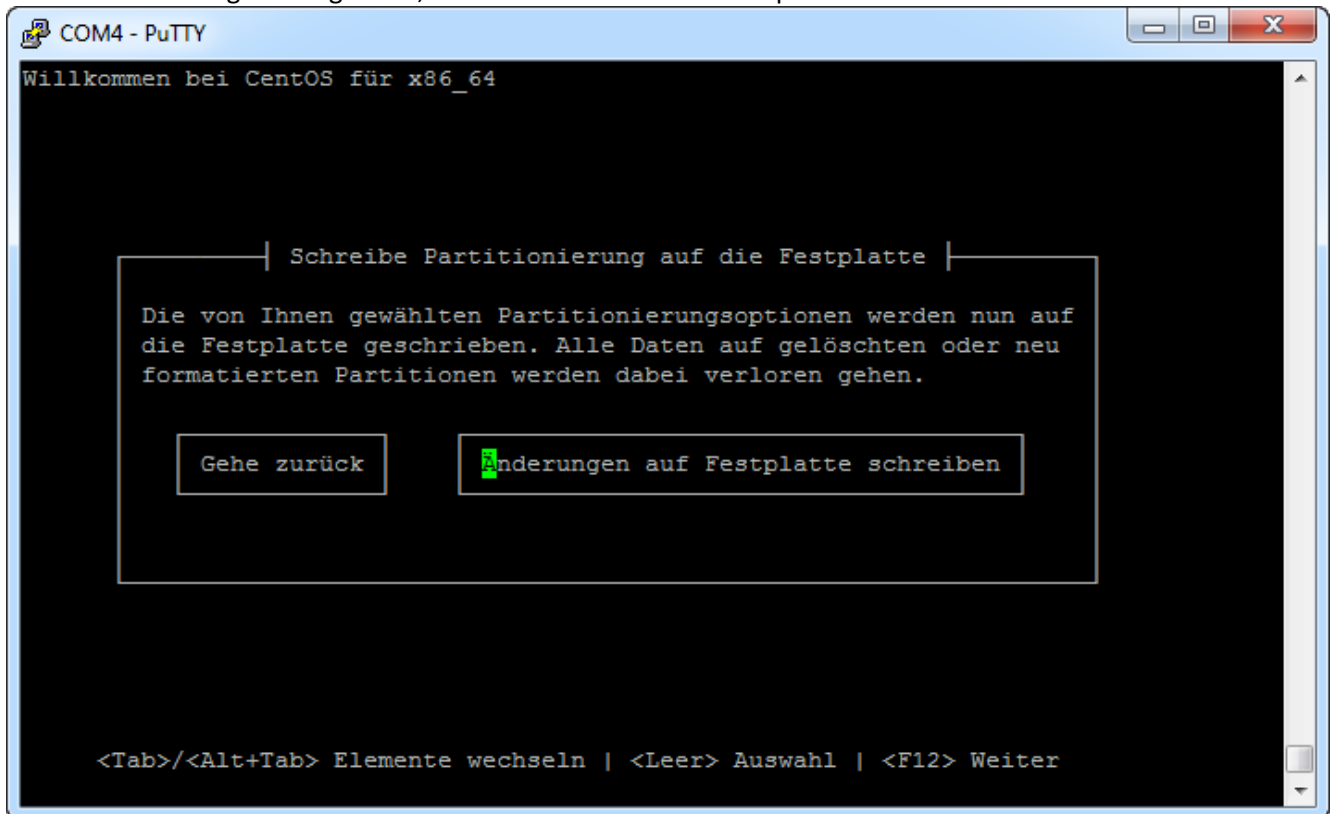 COM4 - PuTTY
Willkommen bei CentOS für x86_64
Schreibe Partitionierung auf die Festplatte
Die von Ihnen gewählten Partitionierungsoptionen werden nun auf
die Festplatte geschrieben. Alle Daten auf gelöschten oder neu
formatierten Partitionen werden dabei verloren gehen.
Gehe zurück Änderungen auf Festplatte schreiben
<Tab>/<Alt+Tab> Elemente wechseln | <Leer> Auswahl | <F12> Weiter